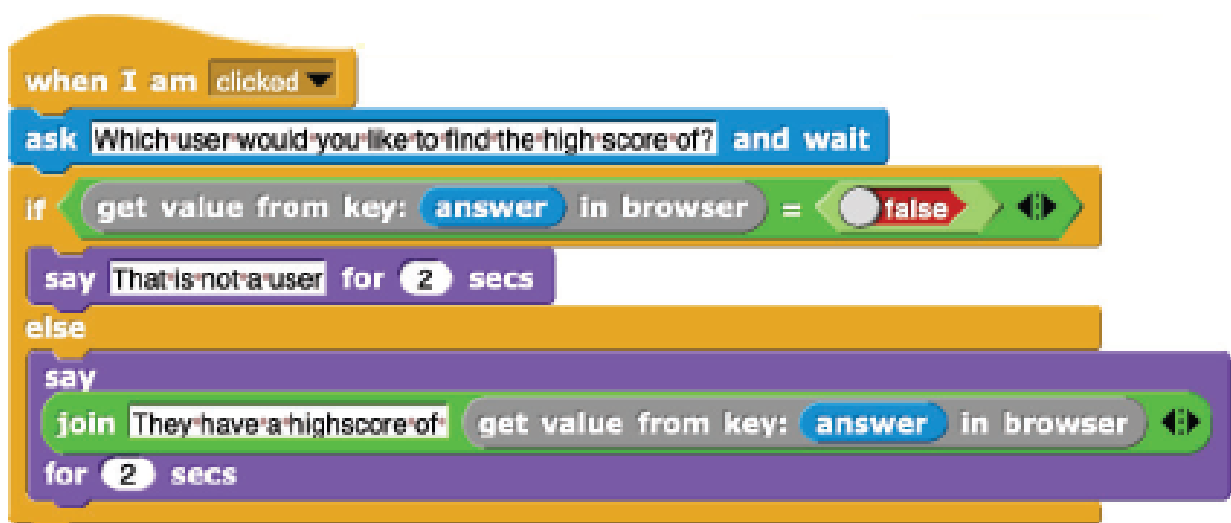 when I am clicked
ask Which user would you like to find the high score of? and wait
if get value from key: answer in browser = false
say That is not a user for 2 secs
else
say
join They have a highscore of get value from key: answer in browser
for 2 secs